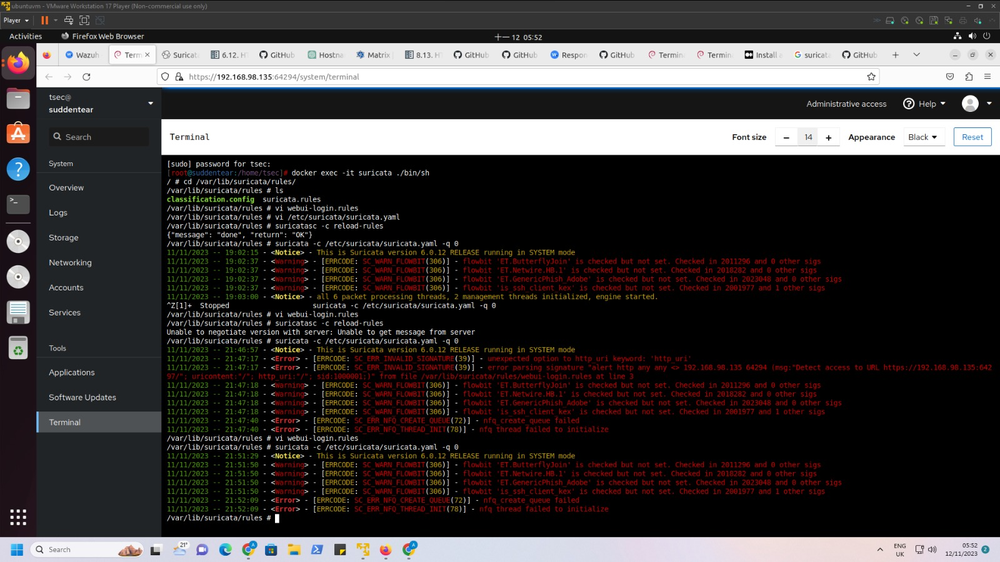 ubuntuvm - VMware Workstation 17 Player (Non-commercial use only)
Player
Activities
Firefox Web Browser
十一 12 05:52
Wazuh
Term
Suricat
6.12. H
GitHub
Hostna
Matrix
8.13. HT
GitHub
GitHub
Respon
GitHub
Termin
Termin
Install a
suricata
GitHub
https://192.168.98.135:64294/system/terminal
tsec@
suddentear
Administrative access
Help
Search
Terminal
Font size
14
Appearance
Black
Reset
System
Overview
Logs
Storage
Networking
Accounts
Services
Tools
Applications
Software Updates
Terminal
[sudo] password for tsec:
[root@suddentear:/home/tsec]# docker exec -it suricata ./bin/sh
/ # cd /var/lib/suricata/rules/
/var/lib/suricata/rules # ls
classification.config  suricata.rules
/var/lib/suricata/rules # vi webui-login.rules
/var/lib/suricata/rules # vi /etc/suricata/suricata.yaml
/var/lib/suricata/rules # suricatasc -c reload-rules
{"message": "done", "return": "OK"}
/var/lib/suricata/rules # suricata -c /etc/suricata/suricata.yaml -q 0
11/11/2023 -- 19:02:15 - <Notice> - This is Suricata version 6.0.12 RELEASE running in SYSTEM mode
11/11/2023 -- 19:02:37 - <Warning> - [ERRCODE: SC_WARN_FLOWBIT(306)] - flowbit 'ET.ButterflyJoin' is checked but not set. Checked in 2011296 and 0 other sigs
11/11/2023 -- 19:02:37 - <Warning> - [ERRCODE: SC_WARN_FLOWBIT(306)] - flowbit 'ET.Netwire.HB.1' is checked but not set. Checked in 2018282 and 0 other sigs
11/11/2023 -- 19:02:37 - <Warning> - [ERRCODE: SC_WARN_FLOWBIT(306)] - flowbit 'ET.GenericPhish_Adobe' is checked but not set. Checked in 2023048 and 0 other sigs
11/11/2023 -- 19:02:37 - <Warning> - [ERRCODE: SC_WARN_FLOWBIT(306)] - flowbit 'is_ssh_client_kex' is checked but not set. Checked in 2001977 and 1 other sigs
11/11/2023 -- 19:03:00 - <Notice> - all 6 packet processing threads, 2 management threads initialized, engine started.
^Z[1]+  Stopped                    suricata -c /etc/suricata/suricata.yaml -q 0
/var/lib/suricata/rules # vi webui-login.rules
/var/lib/suricata/rules # suricatasc -c reload-rules
Unable to negotiate version with server: Unable to get message from server
/var/lib/suricata/rules # suricata -c /etc/suricata/suricata.yaml -q 0
11/11/2023 -- 21:46:57 - <Notice> - This is Suricata version 6.0.12 RELEASE running in SYSTEM mode
11/11/2023 -- 21:47:17 - <Error> - [ERRCODE: SC_ERR_INVALID_SIGNATURE(39)] - unexpected option to http_uri keyword: 'http_uri'
11/11/2023 -- 21:47:17 - <Error> - [ERRCODE: SC_ERR_INVALID_SIGNATURE(39)] - error parsing signature "alert http any any <> 192.168.98.135 64294 (msg:"Detect access to URL https://192.168.98.135:642
97/"; uricontent:"/"; http_uri:"/"; sid:1000001;)" from file /var/lib/suricata/rules/webui-login.rules at line 3
11/11/2023 -- 21:47:18 - <Warning> - [ERRCODE: SC_WARN_FLOWBIT(306)] - flowbit 'ET.ButterflyJoin' is checked but not set. Checked in 2011296 and 0 other sigs
11/11/2023 -- 21:47:18 - <Warning> - [ERRCODE: SC_WARN_FLOWBIT(306)] - flowbit 'ET.Netwire.HB.1' is checked but not set. Checked in 2018282 and 0 other sigs
11/11/2023 -- 21:47:18 - <Warning> - [ERRCODE: SC_WARN_FLOWBIT(306)] - flowbit 'ET.GenericPhish_Adobe' is checked but not set. Checked in 2023048 and 0 other sigs
11/11/2023 -- 21:47:18 - <Warning> - [ERRCODE: SC_WARN_FLOWBIT(306)] - flowbit 'is_ssh_client_kex' is checked but not set. Checked in 2001977 and 1 other sigs
11/11/2023 -- 21:47:40 - <Error> - [ERRCODE: SC_ERR_NFQ_CREATE_QUEUE(72)] - nfq_create_queue failed
11/11/2023 -- 21:47:40 - <Error> - [ERRCODE: SC_ERR_NFQ_THREAD_INIT(78)] - nfq thread failed to initialize
/var/lib/suricata/rules # vi webui-login.rules
/var/lib/suricata/rules # suricata -c /etc/suricata/suricata.yaml -q 0
11/11/2023 -- 21:51:29 - <Notice> - This is Suricata version 6.0.12 RELEASE running in SYSTEM mode
11/11/2023 -- 21:51:50 - <Warning> - [ERRCODE: SC_WARN_FLOWBIT(306)] - flowbit 'ET.ButterflyJoin' is checked but not set. Checked in 2011296 and 0 other sigs
11/11/2023 -- 21:51:50 - <Warning> - [ERRCODE: SC_WARN_FLOWBIT(306)] - flowbit 'ET.Netwire.HB.1' is checked but not set. Checked in 2018282 and 0 other sigs
11/11/2023 -- 21:51:50 - <Warning> - [ERRCODE: SC_WARN_FLOWBIT(306)] - flowbit 'ET.GenericPhish_Adobe' is checked but not set. Checked in 2023048 and 0 other sigs
11/11/2023 -- 21:51:50 - <Warning> - [ERRCODE: SC_WARN_FLOWBIT(306)] - flowbit 'is_ssh_client_kex' is checked but not set. Checked in 2001977 and 1 other sigs
11/11/2023 -- 21:52:09 - <Error> - [ERRCODE: SC_ERR_NFQ_CREATE_QUEUE(72)] - nfq_create_queue failed
11/11/2023 -- 21:52:09 - <Error> - [ERRCODE: SC_ERR_NFQ_THREAD_INIT(78)] - nfq thread failed to initialize
/var/lib/suricata/rules #
Search
21°
ENG
UK
05:52
12/11/2023
2